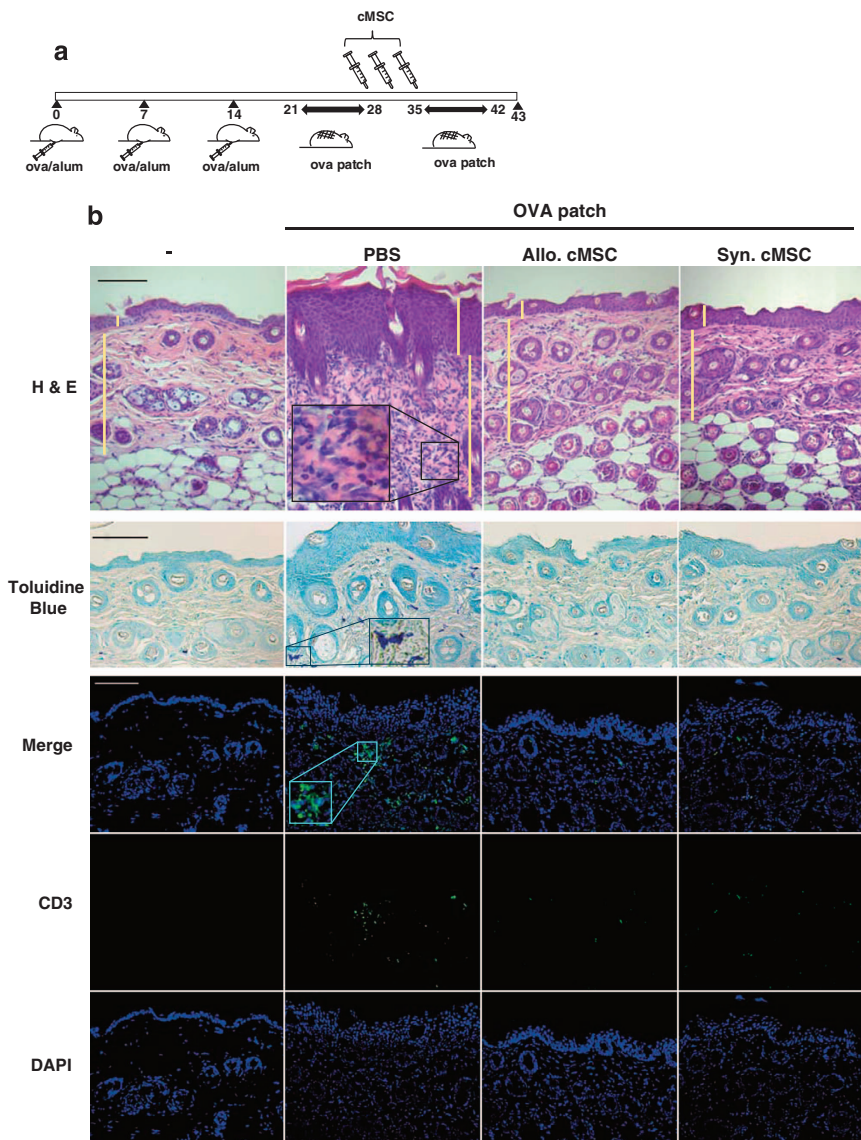 a
cMSC
0 7 14 21 28 35 42 43
ova/alum ova/alum ova/alum ova patch ova patch
b
OVA patch
- PBS Allo. cMSC Syn. cMSC
H & E
Toluidine
Blue
Merge
CD3
DAPI